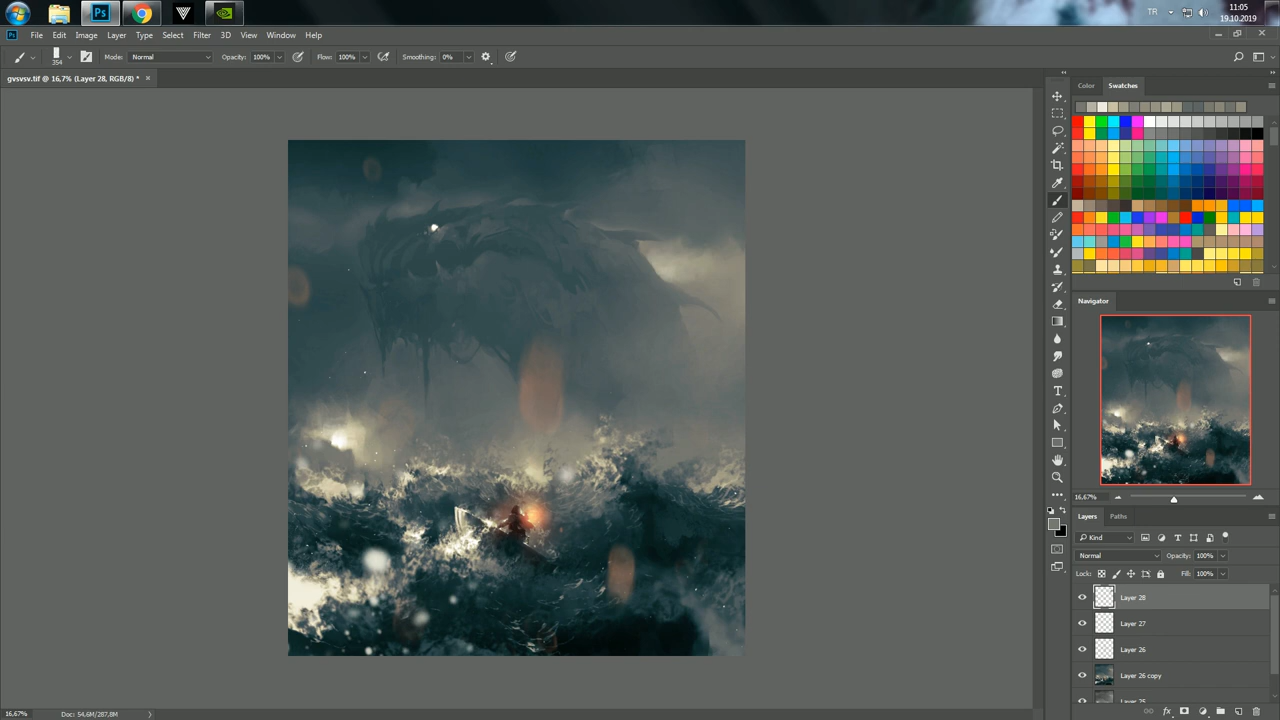 TR
11:05
19.10.2019
Ps
File Edit Image Layer Type Select Filter 3D View Window Help
354 Mode: Normal Opacity: 100% Flow: 100% Smoothing: 0%
gvsvsv.tif @ 16,7% (Layer 28, RGB/8) *
Color Swatches
Navigator
16,67%
Layers Paths
Kind
Normal Opacity: 100%
Lock: Fill: 100%
Layer 28
Layer 27
Layer 26
Layer 26 copy
Layer 25
16,67% Doc: 54,6M/287,8M